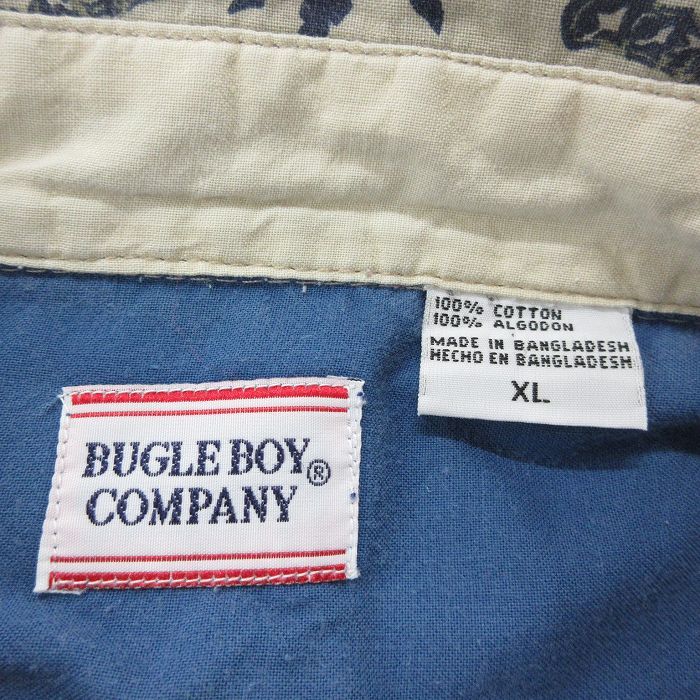 100% COTTON
100% ALGODON
MADE IN BANGLADESH
HECHO EN BANGLADESH
XL
BUGLE BOY®
COMPANY